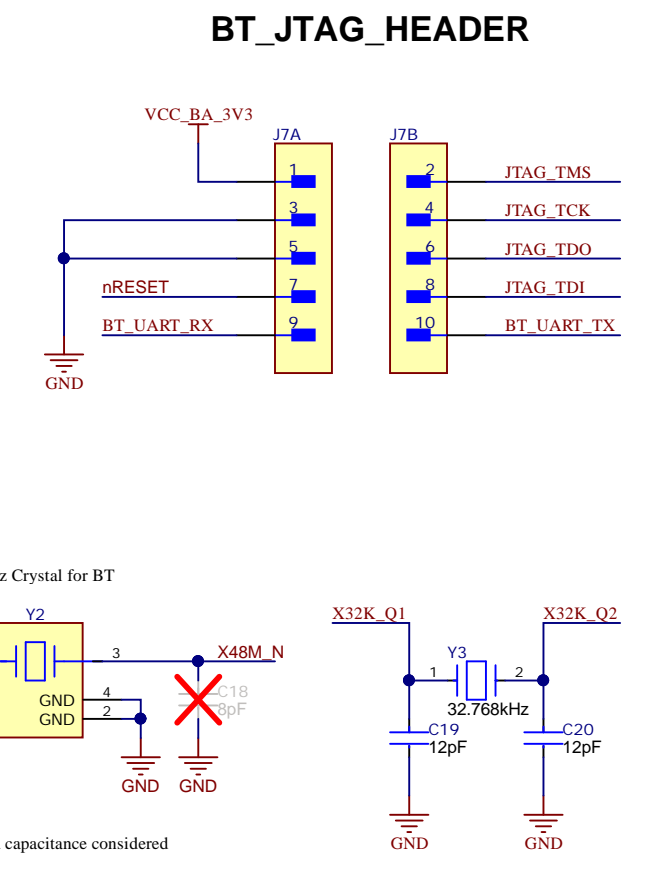 BT_JTAG_HEADER
VCC_BA_3V3
J7A
J7B
1
2
JTAG_TMS
3
4
JTAG_TCK
5
6
JTAG_TDO
nRESET
7
8
JTAG_TDI
BT_UART_RX
9
10
BT_UART_TX
GND
z Crystal for BT
Y2
3
X48M_N
GND
4
GND
2
C18
8pF
GND
GND
X32K_Q1
X32K_Q2
Y3
1
2
32.768kHz
C19
12pF
C20
12pF
GND
GND
capacitance considered